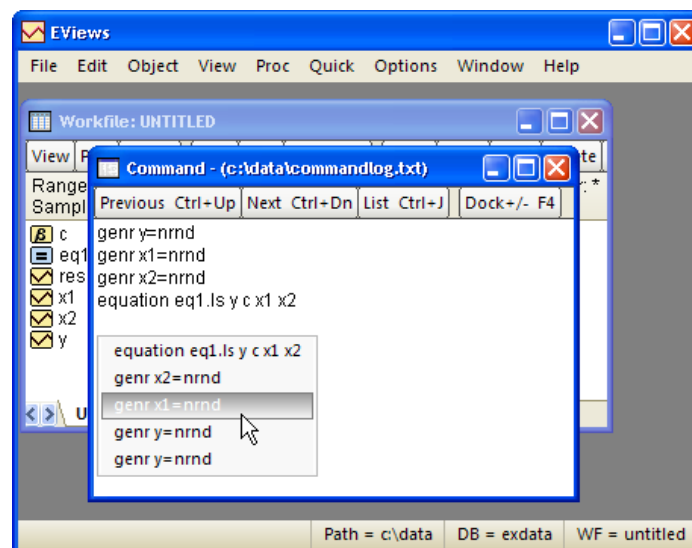 EViews
File Edit Object View Proc Quick Options Window Help
Workfile: UNTITLED
View
Range
Command - (c:\data\commandlog.txt)
Previous Ctrl+Up Next Ctrl+Dn List Ctrl+J Dock+/- F4
genr y=nrnd
genr x1=nrnd
genr x2=nrnd
equation eq1.ls y c x1 x2
β c
= eq1
x1
x2
y
equation eq1.ls y c x1 x2
genr x2=nrnd
genr x1=nrnd
genr y=nrnd
genr y=nrnd
Path = c:\data DB = exdata WF = untitled